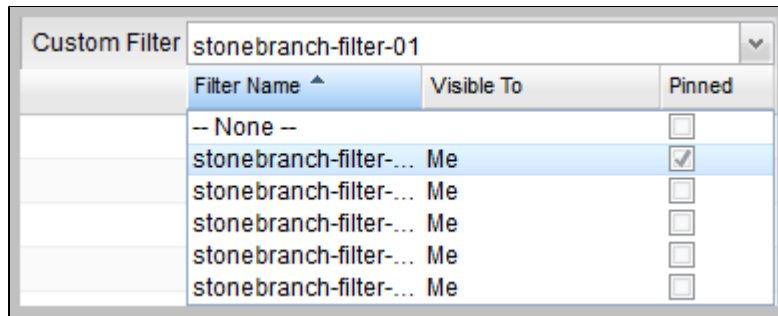 Custom Filter stonebranch-filter-01
Filter Name Visible To Pinned
-- None --
stonebranch-filter-... Me
stonebranch-filter-... Me
stonebranch-filter-... Me
stonebranch-filter-... Me
stonebranch-filter-... Me